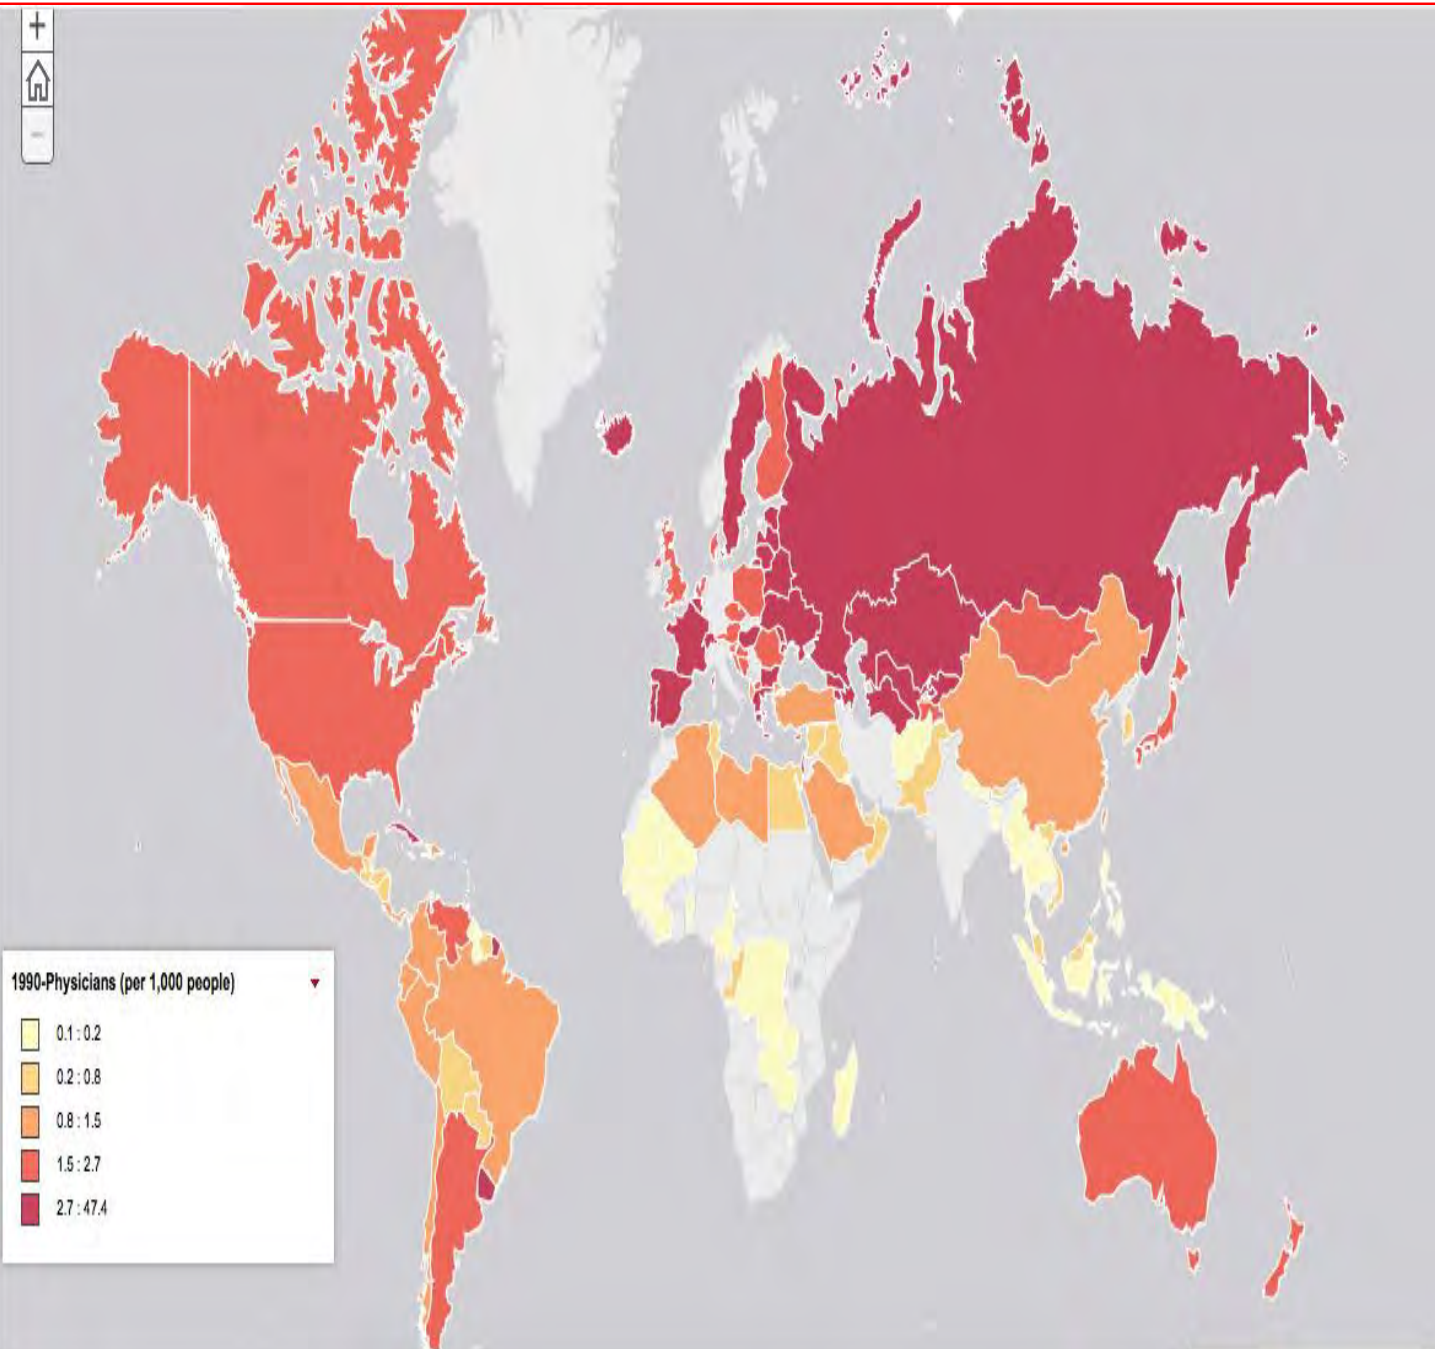 +
−
1990-Physicians (per 1,000 people)
0.1 : 0.2
0.2 : 0.8
0.8 : 1.5
1.5 : 2.7
2.7 : 47.4